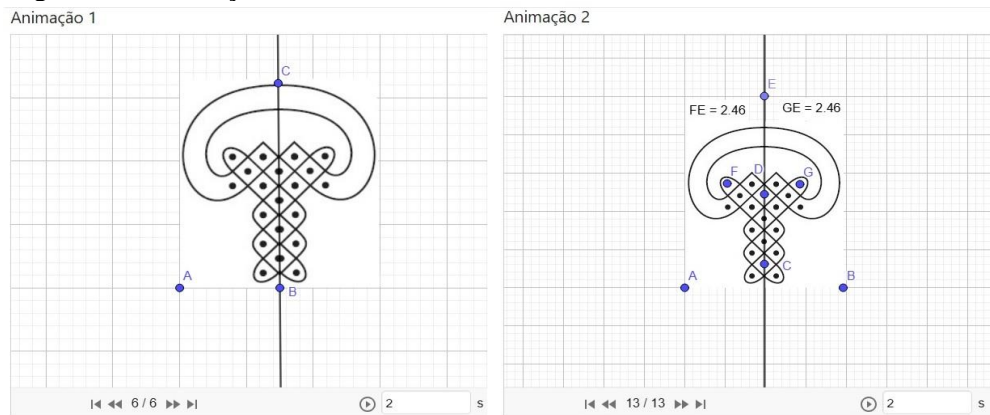 Animação 1
C
A
B
6 / 6
2
s
Animação 2
E
FE = 2.46
GE = 2.46
F
D
G
C
A
B
13 / 13
2
s